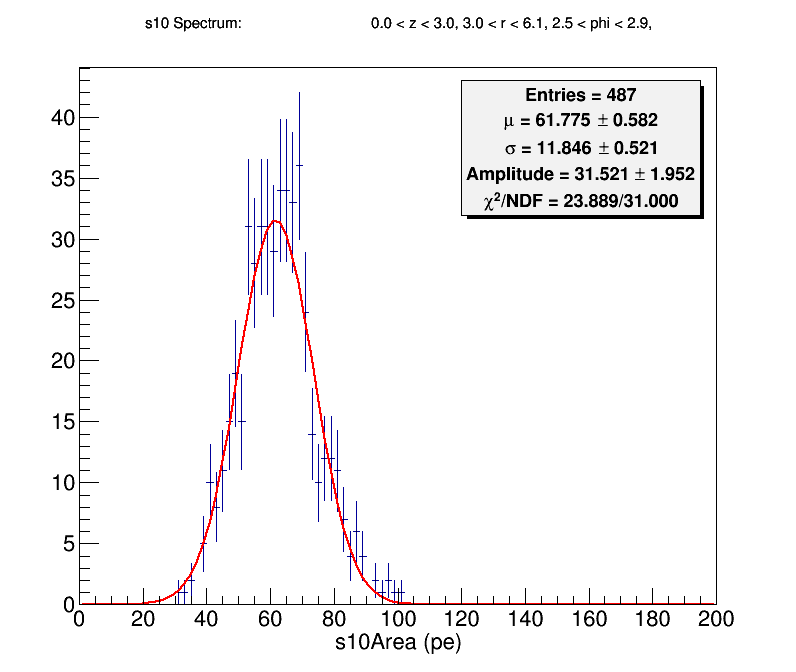 s10 Spectrum: 0.0 < z < 3.0, 3.0 < r < 6.1, 2.5 < phi < 2.9,
Entries = 487
μ = 61.775 ± 0.582
σ = 11.846 ± 0.521
Amplitude = 31.521 ± 1.952
χ²/NDF = 23.889/31.000
40
35
30
25
20
15
10
5
0
0 20 40 60 80 100 120 140 160 180 200
s10Area (pe)